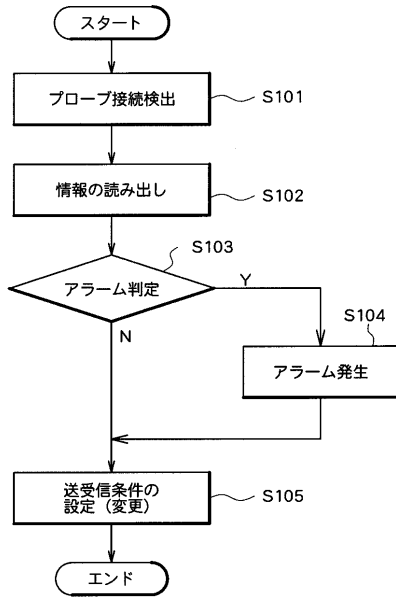 スタート
プローブ接続検出
S101
情報の読み出し
S102
S103
アラーム判定
Y
N
S104
アラーム発生
送受信条件の
設定（変更）
S105
エンド